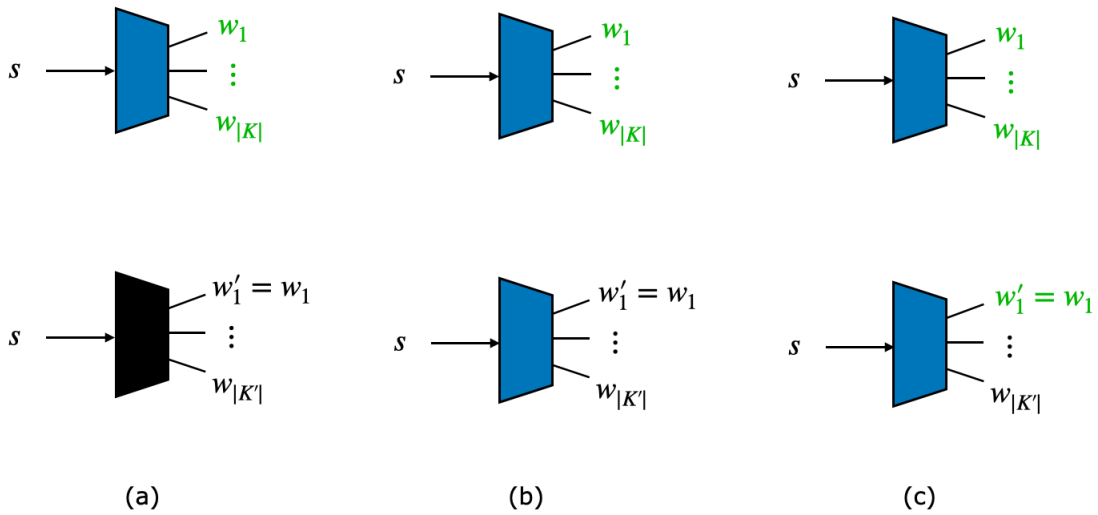 s w₁
⋮
w|K|
s w₁
⋮
w|K|
s w₁
⋮
w|K|
s w′₁ = w₁
⋮
w|K′|
s w′₁ = w₁
⋮
w|K′|
s w′₁ = w₁
⋮
w|K′|
(a)
(b)
(c)